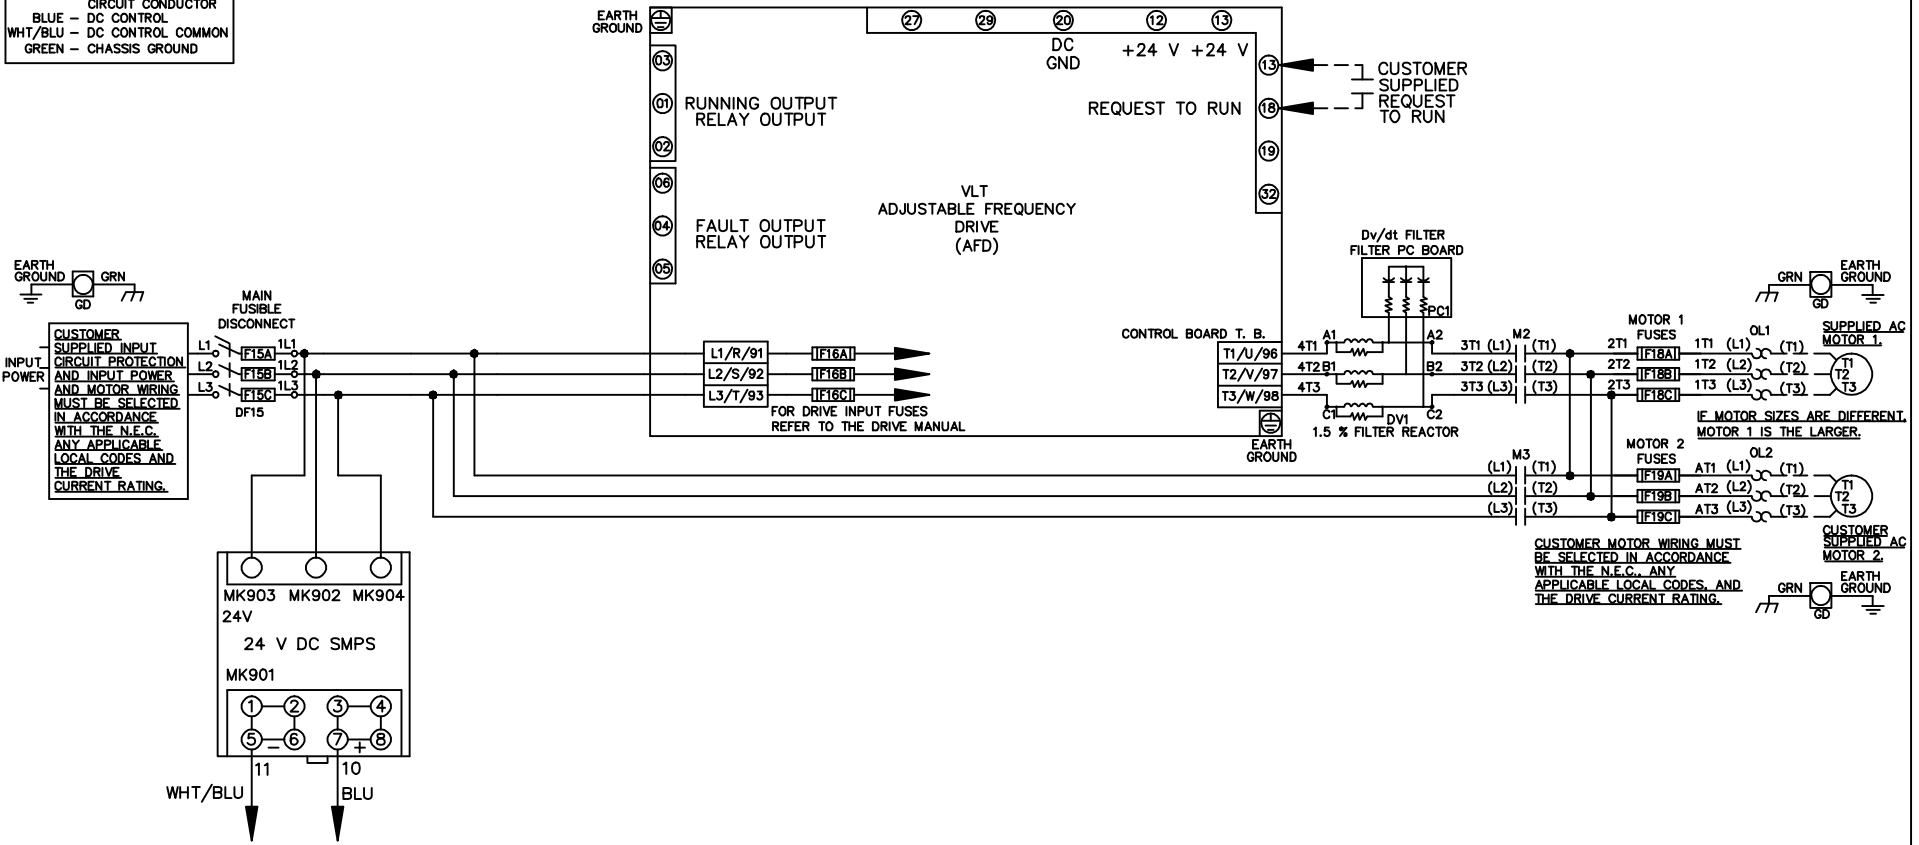 CIRCUIT CONDUCTOR
BLUE – DC CONTROL
WHT/BLU – DC CONTROL COMMON
GREEN – CHASSIS GROUND
EARTH
GROUND
03
01
02
RUNNING OUTPUT
RELAY OUTPUT
06
04
05
FAULT OUTPUT
RELAY OUTPUT
27
29
20
12
13
DC
GND
+24 V
+24 V
13
18
19
32
REQUEST TO RUN
CUSTOMER
SUPPLIED
REQUEST
TO RUN
VLT
ADJUSTABLE FREQUENCY
DRIVE
(AFD)
EARTH
GROUND
GRN
GD
INPUT
POWER
CUSTOMER
SUPPLIED INPUT
CIRCUIT PROTECTION
AND INPUT POWER
AND MOTOR WIRING
MUST BE SELECTED
IN ACCORDANCE
WITH THE N.E.C.
ANY APPLICABLE
LOCAL CODES AND
THE DRIVE
CURRENT RATING.
MAIN
FUSIBLE
DISCONNECT
L1 F15A 1L1
L2 F15B 1L2
L3 F15C 1L3
DF15
L1/R/91 F16A
L2/S/92 F16B
L3/T/93 F16C
FOR DRIVE INPUT FUSES
REFER TO THE DRIVE MANUAL
CONTROL BOARD T. B.
T1/U/96
T2/V/97
T3/W/98
EARTH
GROUND
Dv/dt FILTER
FILTER PC BOARD
PC1
4T1 A1 A2
4T2 B1 B2
4T3 C1 C2
DV1
1.5 % FILTER REACTOR
M2
3T1 (L1) (T1)
3T2 (L2) (T2)
3T3 (L3) (T3)
MOTOR 1
FUSES
2T1 F18A 1T1 (L1) (T1)
2T2 F18B 1T2 (L2) (T2)
2T3 F18C 1T3 (L3) (T3)
OL1
GRN
GD
EARTH
GROUND
SUPPLIED AC
MOTOR 1.
T1
T2
T3
IF MOTOR SIZES ARE DIFFERENT,
MOTOR 1 IS THE LARGER.
M3
(L1) (T1)
(L2) (T2)
(L3) (T3)
MOTOR 2
FUSES
F19A AT1 (L1) (T1)
F19B AT2 (L2) (T2)
F19C AT3 (L3) (T3)
OL2
T1
T2
T3
CUSTOMER
SUPPLIED AC
MOTOR 2.
CUSTOMER MOTOR WIRING MUST
BE SELECTED IN ACCORDANCE
WITH THE N.E.C., ANY
APPLICABLE LOCAL CODES, AND
THE DRIVE CURRENT RATING.
GRN
GD
EARTH
GROUND
MK903 MK902 MK904
24V
24 V DC SMPS
MK901
1 2 3 4
5 – 6 7 + 8
11 10
WHT/BLU BLU